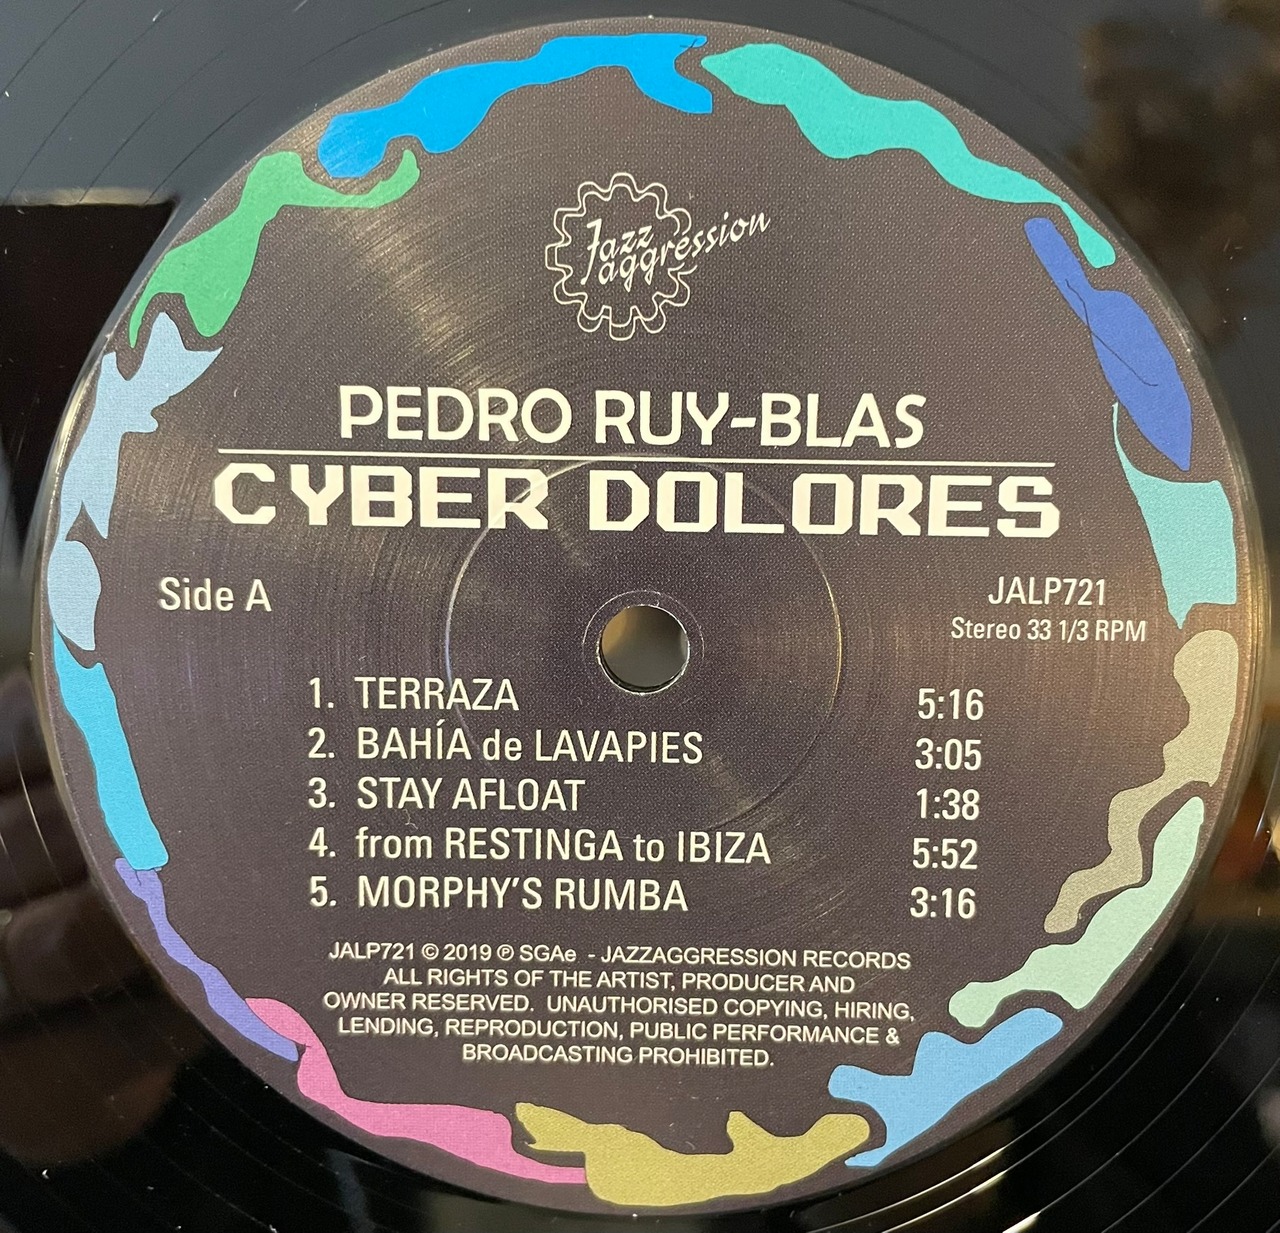 Jazz
aggression
PEDRO RUY-BLAS
CYBER DOLORES
Side A
JALP721
Stereo 33 1/3 RPM
1. TERRAZA 5:16
2. BAHÍA de LAVAPIES 3:05
3. STAY AFLOAT 1:38
4. from RESTINGA to IBIZA 5:52
5. MORPHY'S RUMBA 3:16
JALP721 © 2019 ℗ SGAe - JAZZAGGRESSION RECORDS
ALL RIGHTS OF THE ARTIST, PRODUCER AND
OWNER RESERVED. UNAUTHORISED COPYING, HIRING,
LENDING, REPRODUCTION, PUBLIC PERFORMANCE &
BROADCASTING PROHIBITED.